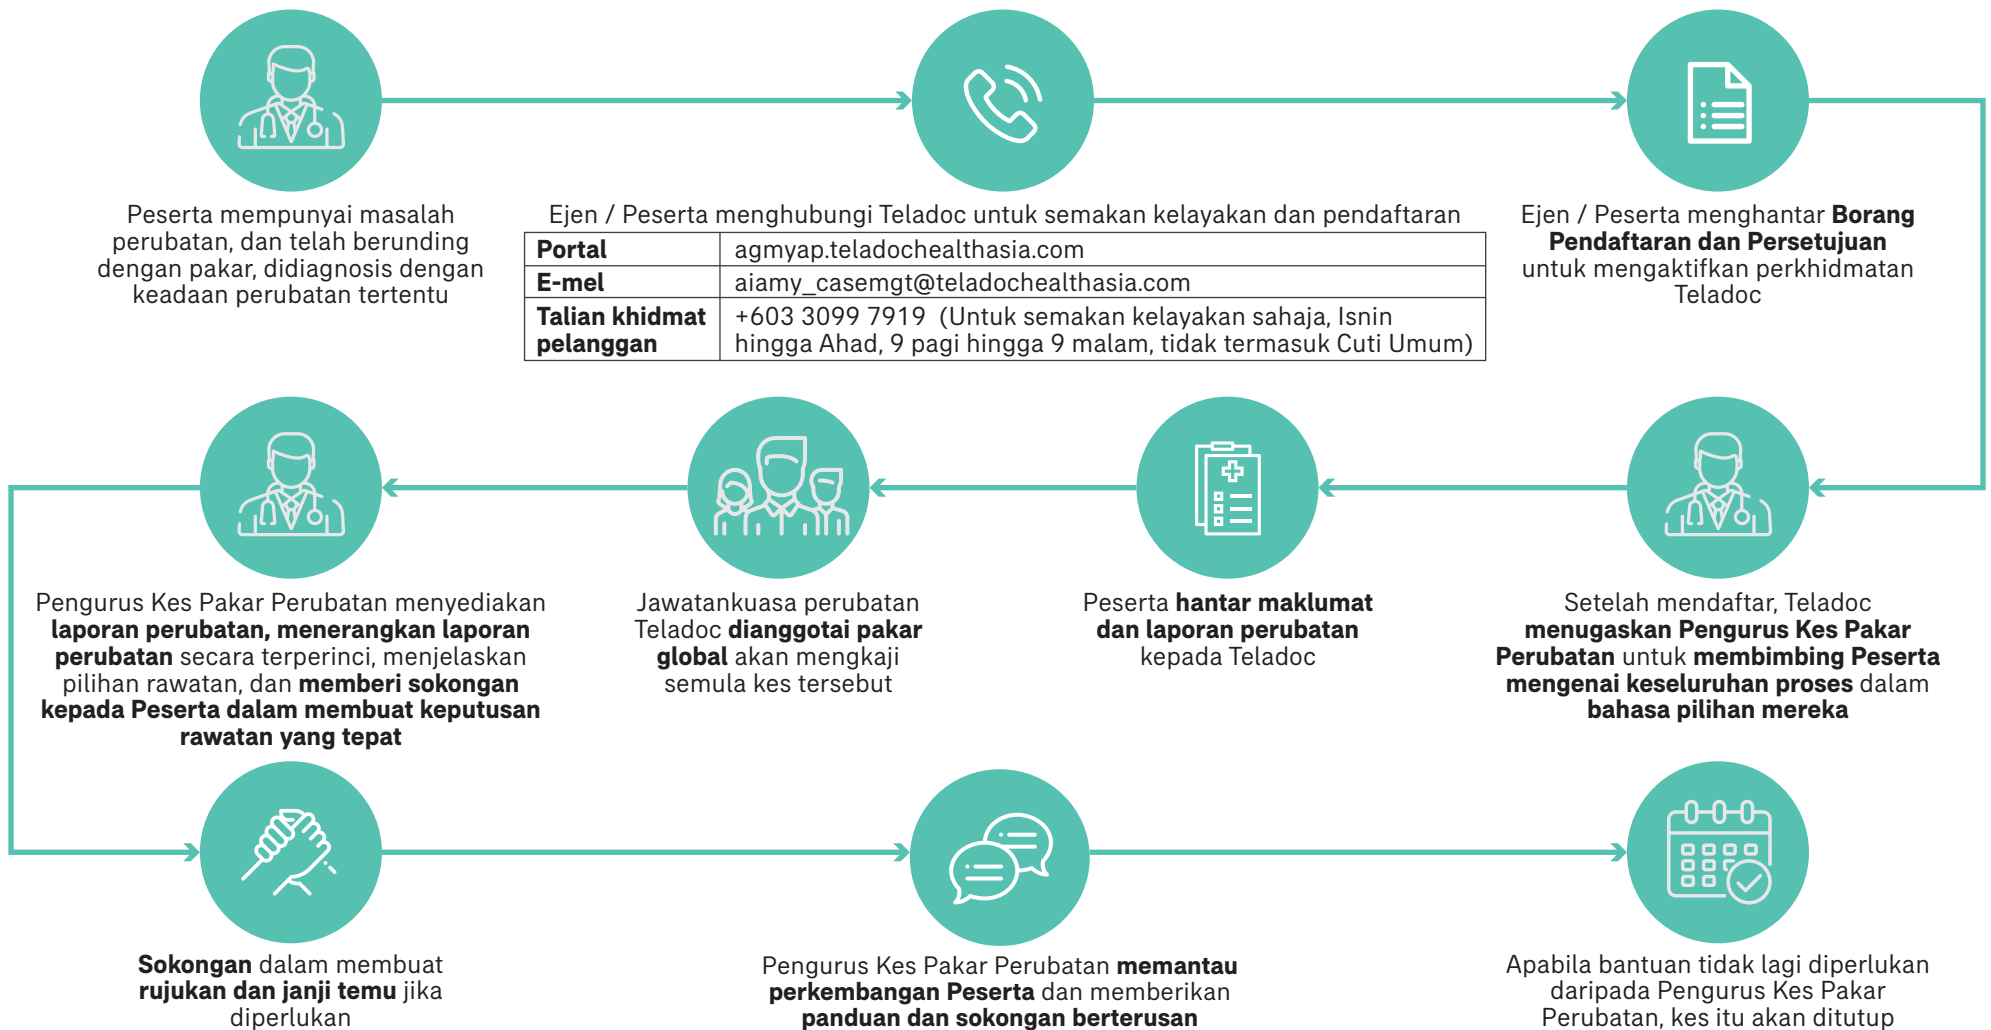 Peserta mempunyai masalah
perubatan, dan telah berunding
dengan pakar, didiagnosis dengan
keadaan perubatan tertentu
Ejen / Peserta menghubungi Teladoc untuk semakan kelayakan dan pendaftaran
Portal agmyap.teladochealthasia.com
E-mel aiamy_casemgt@teladochealthasia.com
Talian khidmat pelanggan +603 3099 7919 (Untuk semakan kelayakan sahaja, Isnin
hingga Ahad, 9 pagi hingga 9 malam, tidak termasuk Cuti Umum)
Ejen / Peserta menghantar Borang
Pendaftaran dan Persetujuan
untuk mengaktifkan perkhidmatan
Teladoc
Setelah mendaftar, Teladoc
menugaskan Pengurus Kes Pakar
Perubatan untuk membimbing Peserta
mengenai keseluruhan proses dalam
bahasa pilihan mereka
Peserta hantar maklumat
dan laporan perubatan
kepada Teladoc
Jawatankuasa perubatan
Teladoc dianggotai pakar
global akan mengkaji
semula kes tersebut
Pengurus Kes Pakar Perubatan menyediakan
laporan perubatan, menerangkan laporan
perubatan secara terperinci, menjelaskan
pilihan rawatan, dan memberi sokongan
kepada Peserta dalam membuat keputusan
rawatan yang tepat
Sokongan dalam membuat
rujukan dan janji temu jika
diperlukan
Pengurus Kes Pakar Perubatan memantau
perkembangan Peserta dan memberikan
panduan dan sokongan berterusan
Apabila bantuan tidak lagi diperlukan
daripada Pengurus Kes Pakar
Perubatan, kes itu akan ditutup